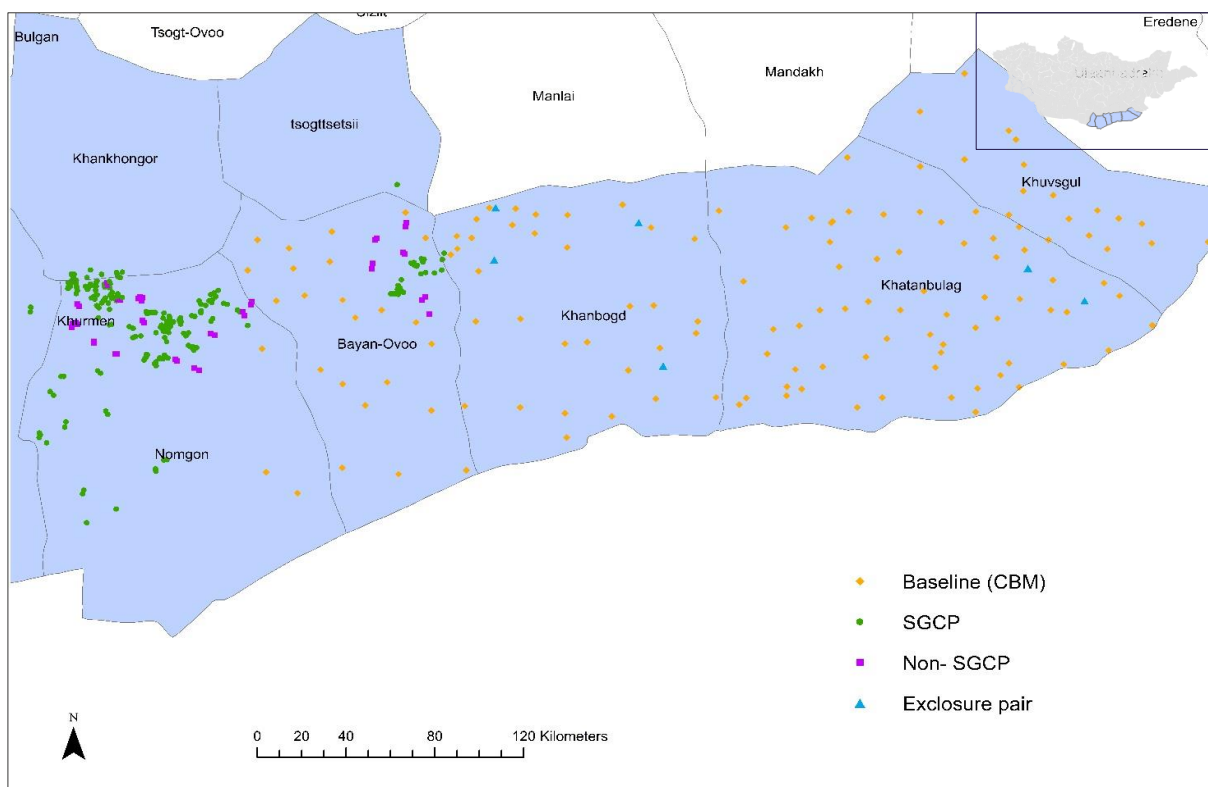 Bulgan
Tsogt-Ovoo
Eredene
Mandakh
Manlai
tsogttsetsii
Khankhongor
Khuvsgul
Khatanbulag
Khurmen
Khanbogd
Bayan-Ovoo
Nomgon
Baseline (CBM)
SGCP
Non- SGCP
Exclosure pair
N
0 20 40 80 120 Kilometers